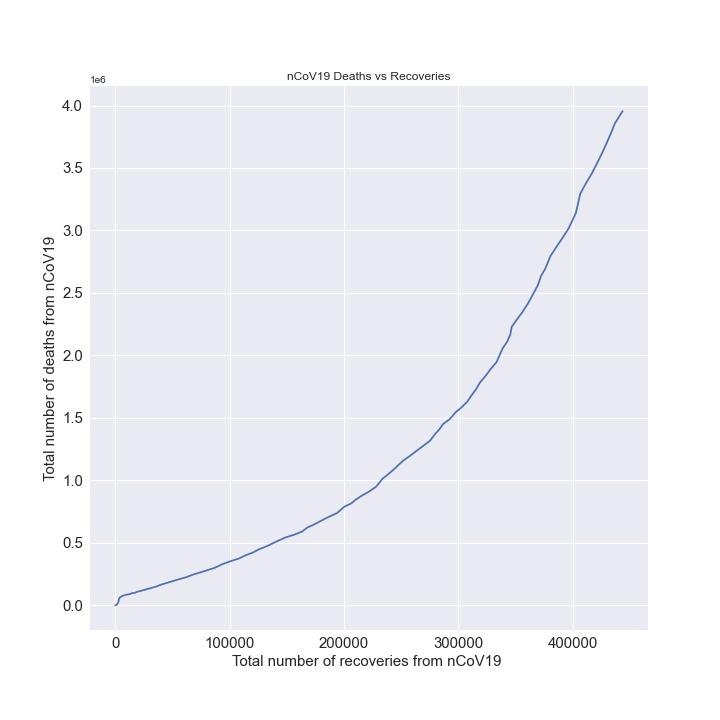 nCoV19 Deaths vs Recoveries
1e6
4.0
3.5
3.0
2.5
2.0
1.5
1.0
0.5
0.0
Total number of deaths from nCoV19
0 100000 200000 300000 400000
Total number of recoveries from nCoV19